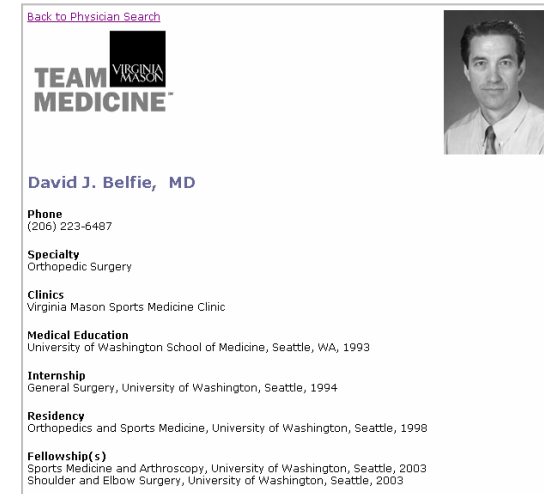 Back to Physician Search
TEAM VIRGINIA MASON
MEDICINE™
David J. Belfie, MD
Phone
(206) 223-6487
Specialty
Orthopedic Surgery
Clinics
Virginia Mason Sports Medicine Clinic
Medical Education
University of Washington School of Medicine, Seattle, WA, 1993
Internship
General Surgery, University of Washington, Seattle, 1994
Residency
Orthopedics and Sports Medicine, University of Washington, Seattle, 1998
Fellowship(s)
Sports Medicine and Arthroscopy, University of Washington, Seattle, 2003
Shoulder and Elbow Surgery, University of Washington, Seattle, 2003